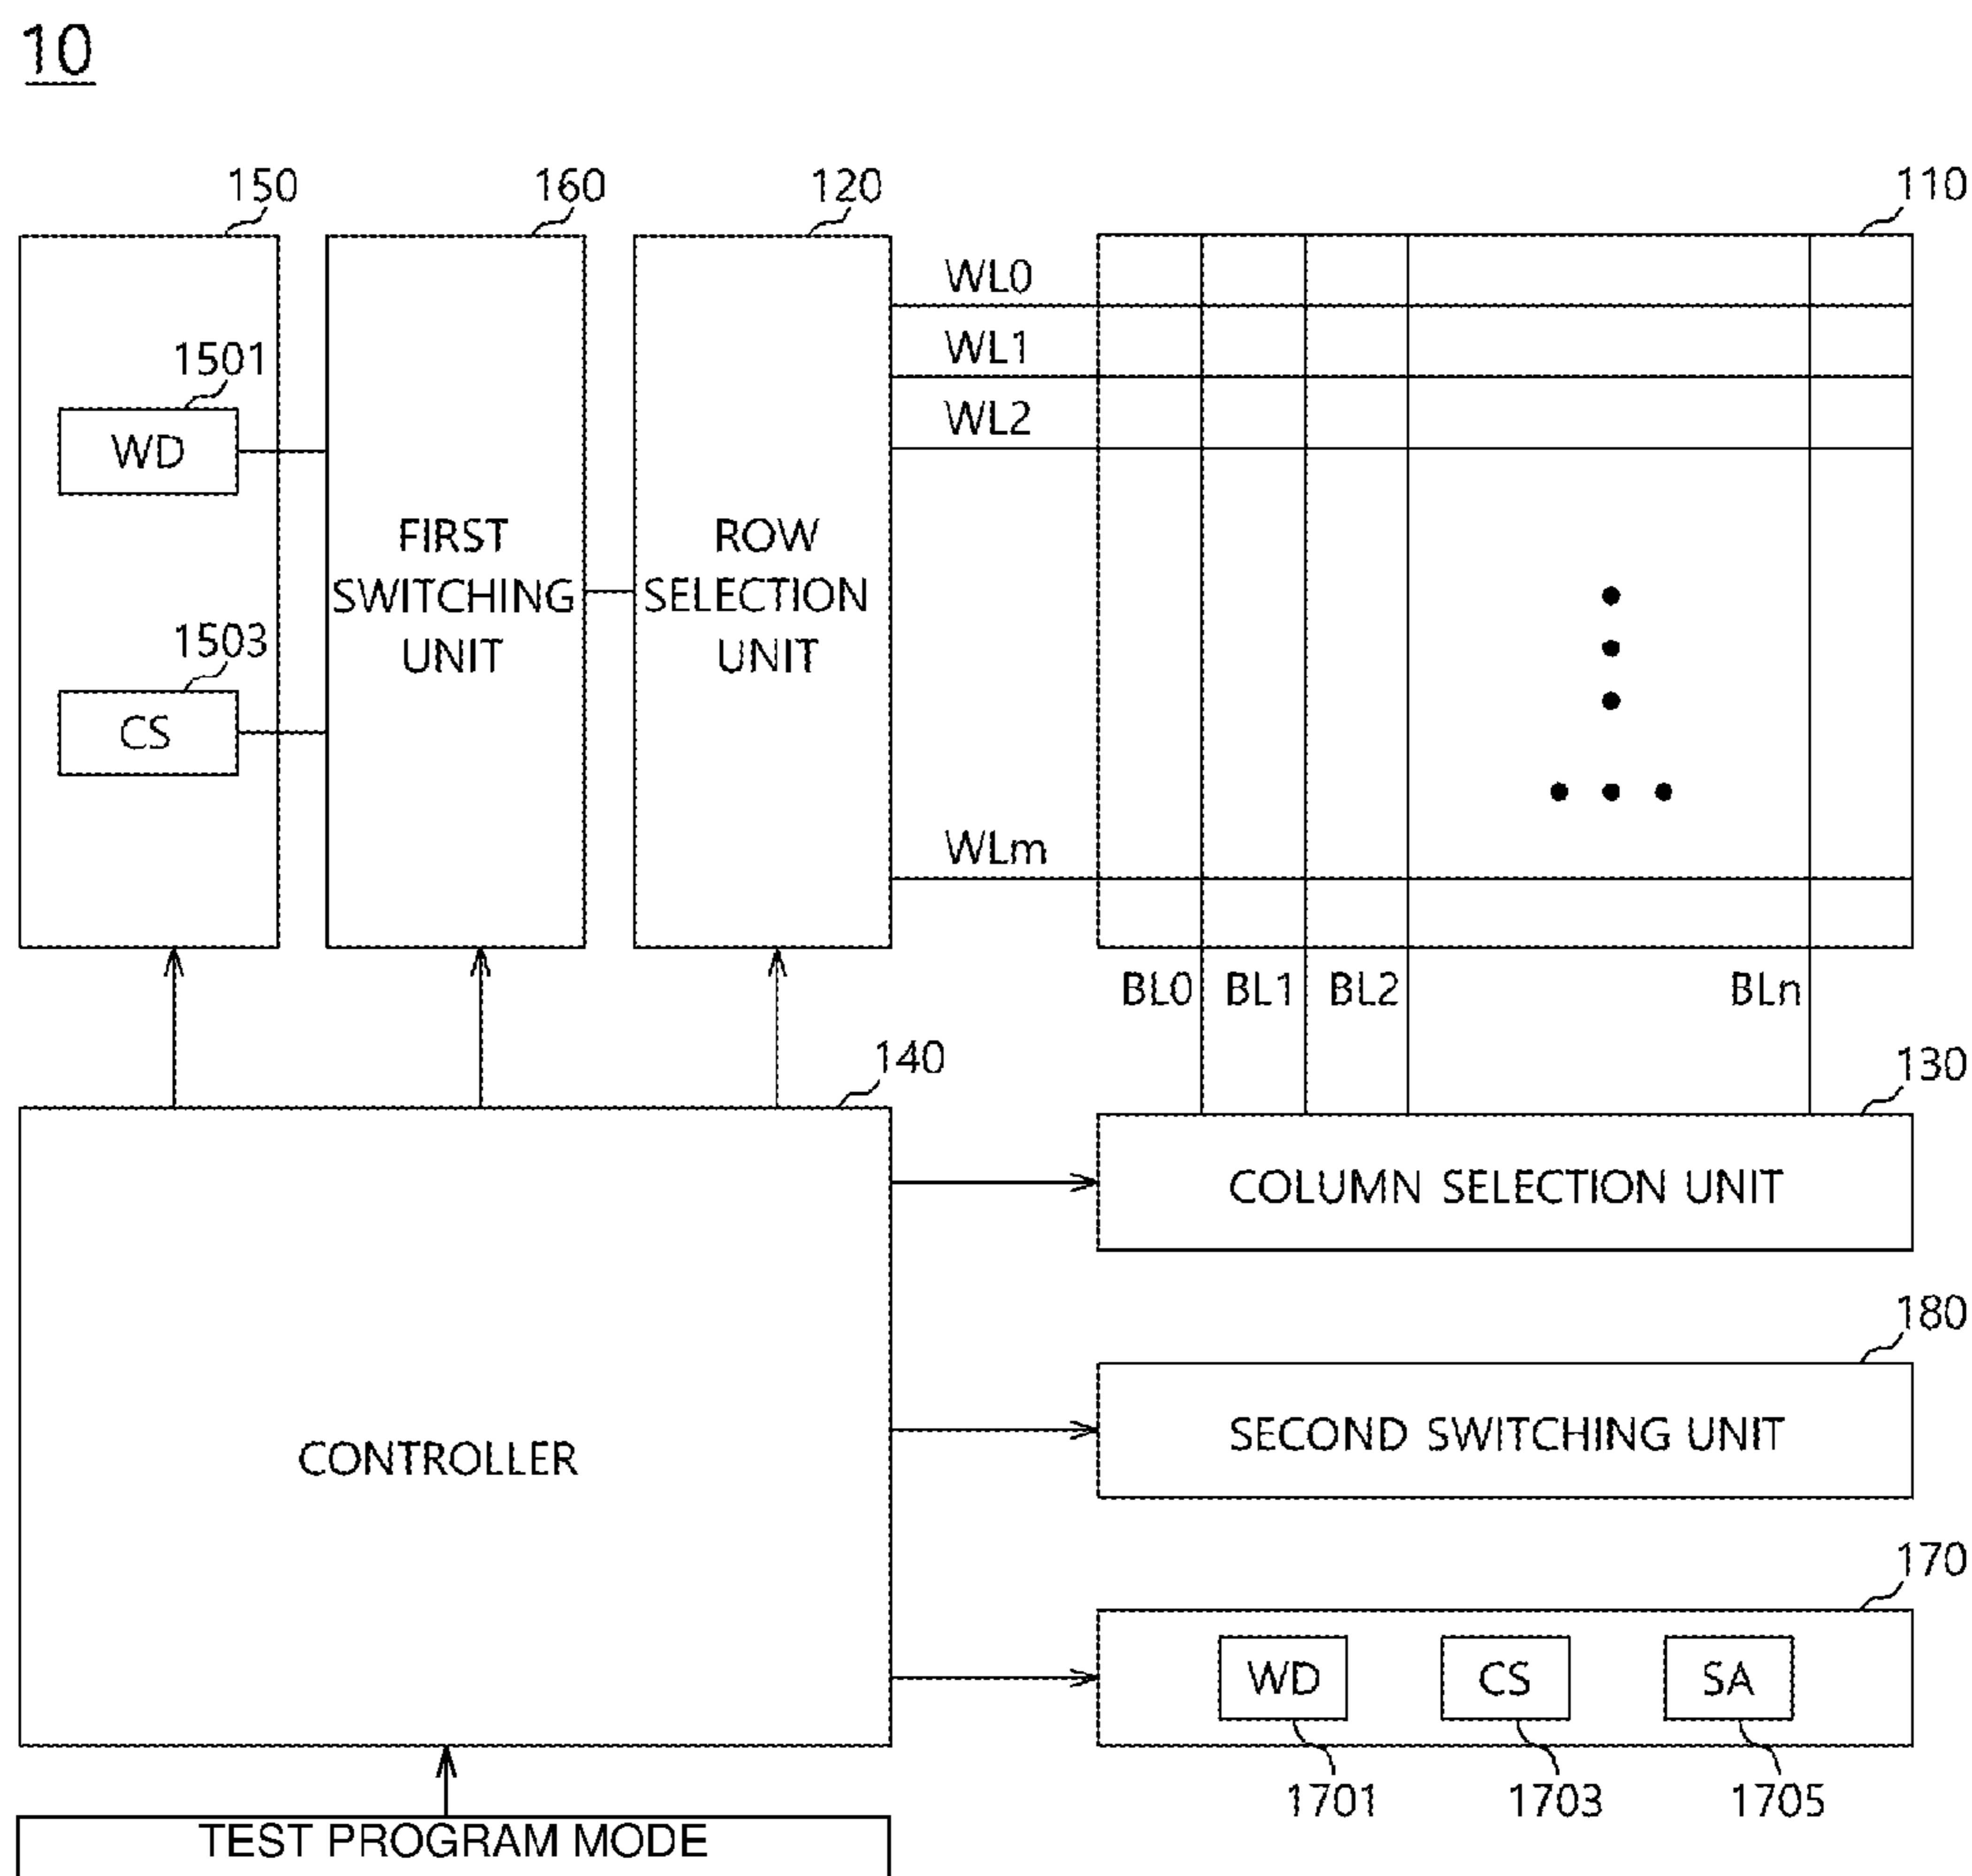 10
150
160
120
110
WL0
WL1
WL2
WLm
1501
WD
1503
CS
FIRST
SWITCHING
UNIT
ROW
SELECTION
UNIT
BL0
BL1
BL2
BLn
140
CONTROLLER
130
COLUMN SELECTION UNIT
180
SECOND SWITCHING UNIT
170
WD
CS
SA
1701
1703
1705
TEST PROGRAM MODE